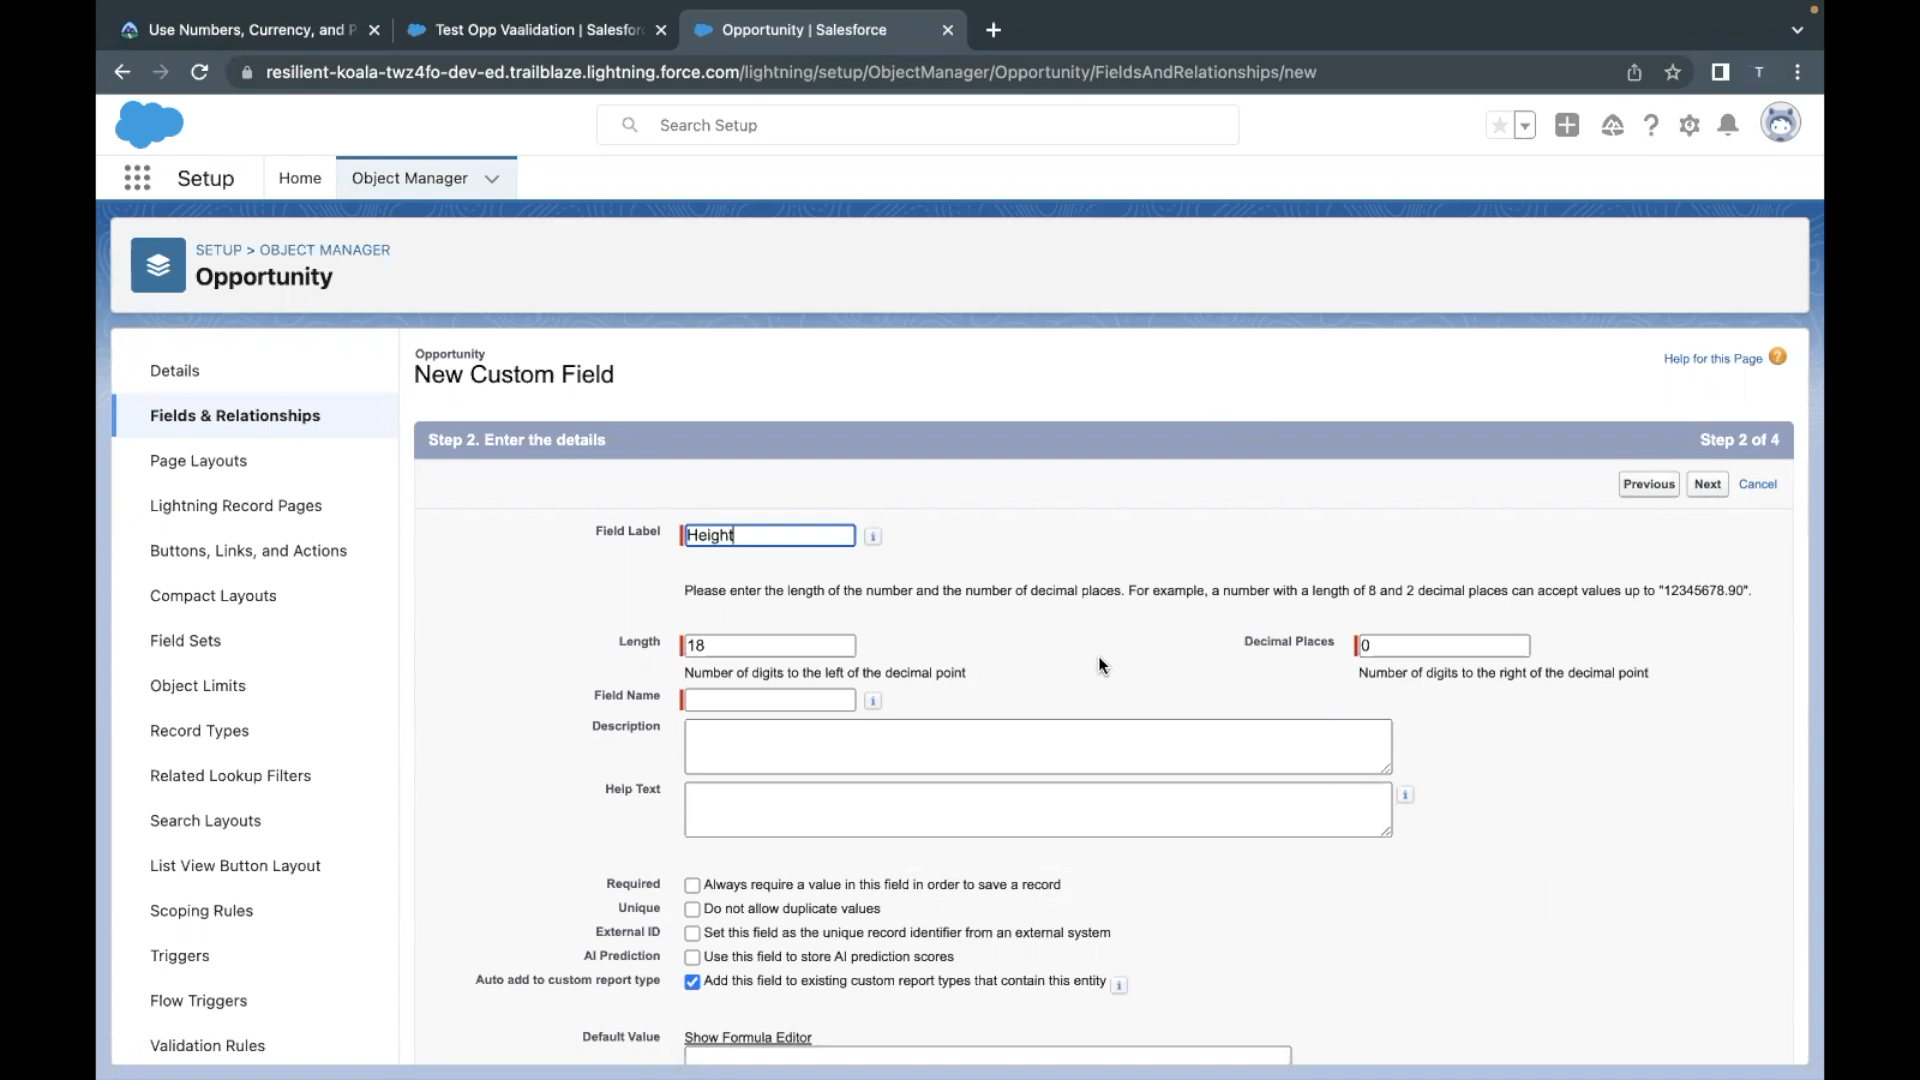 Use Numbers, Currency, and P
Test Opp Vaalidation | Salesfor
Opportunity | Salesforce
resilient-koala-twz4fo-dev-ed.trailblaze.lightning.force.com/lightning/setup/ObjectManager/Opportunity/FieldsAndRelationships/new
T
Search Setup
Setup
Home
Object Manager
SETUP > OBJECT MANAGER
Opportunity
Details
Fields & Relationships
Page Layouts
Lightning Record Pages
Buttons, Links, and Actions
Compact Layouts
Field Sets
Object Limits
Record Types
Related Lookup Filters
Search Layouts
List View Button Layout
Scoping Rules
Triggers
Flow Triggers
Validation Rules
Opportunity
New Custom Field
Help for this Page
Step 2. Enter the details
Step 2 of 4
Previous
Next
Cancel
Field Label
Height
Please enter the length of the number and the number of decimal places. For example, a number with a length of 8 and 2 decimal places can accept values up to "12345678.90".
Length
18
Decimal Places
0
Number of digits to the left of the decimal point
Number of digits to the right of the decimal point
Field Name
Description
Help Text
Required
Always require a value in this field in order to save a record
Unique
Do not allow duplicate values
External ID
Set this field as the unique record identifier from an external system
AI Prediction
Use this field to store AI prediction scores
Auto add to custom report type
Add this field to existing custom report types that contain this entity
Default Value
Show Formula Editor